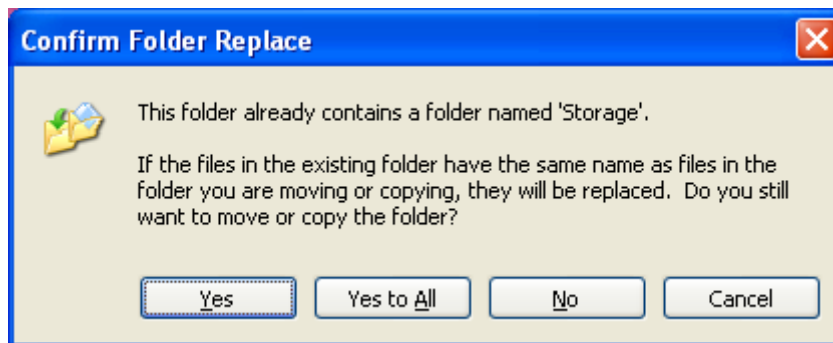 Confirm Folder Replace
This folder already contains a folder named 'Storage'.
If the files in the existing folder have the same name as files in the
folder you are moving or copying, they will be replaced.  Do you still
want to move or copy the folder?
Yes
Yes to All
No
Cancel